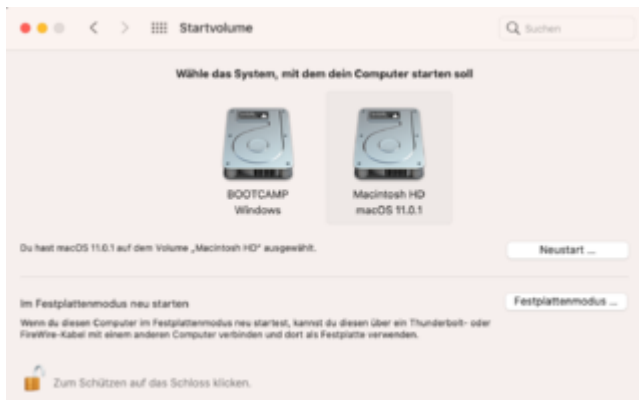 Startvolume
Suchen
Wähle das System, mit dem dein Computer starten soll
BOOTCAMP
Windows
Macintosh HD
macOS 11.0.1
Du hast macOS 11.0.1 auf dem Volume „Macintosh HD“ ausgewählt.
Neustart ...
Im Festplattenmodus neu starten
Festplattenmodus ...
Wenn du diesen Computer im Festplattenmodus neu startest, kannst du diesen über ein Thunderbolt- oder
FireWire-Kabel mit einem anderen Computer verbinden und dort als Festplatte verwenden.
Zum Schützen auf das Schloss klicken.